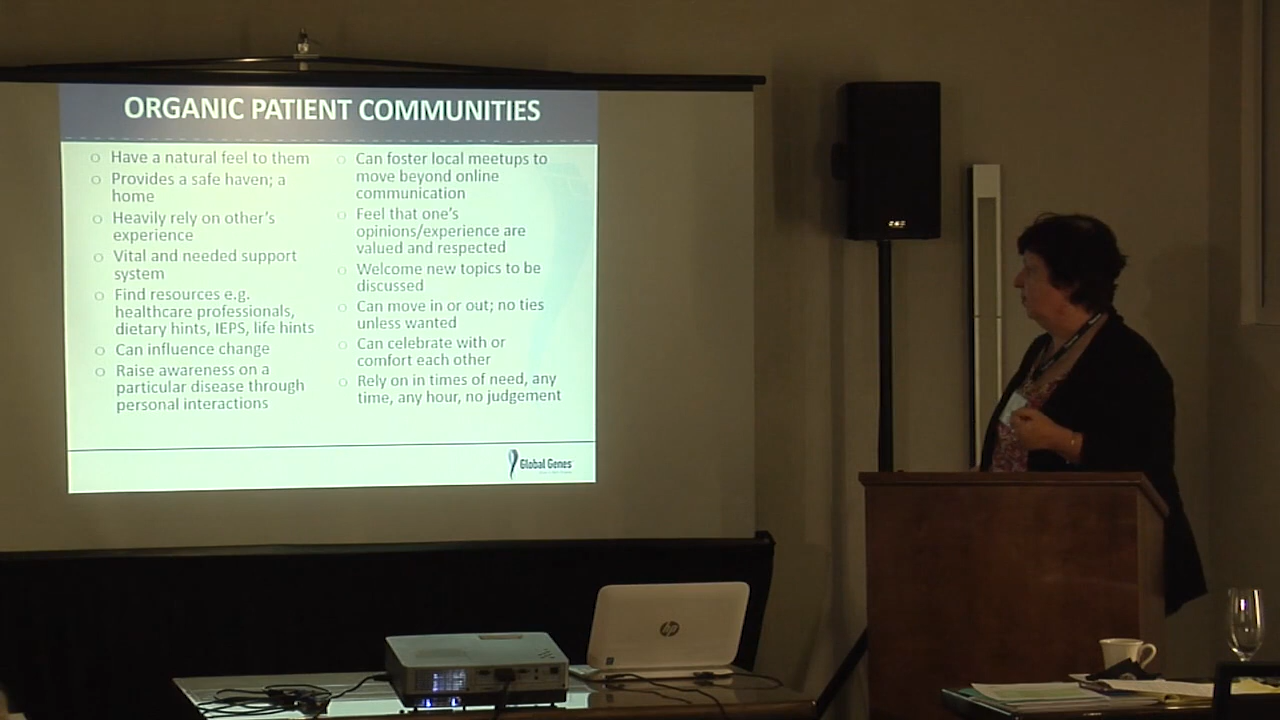 ORGANIC PATIENT COMMUNITIES
o Have a natural feel to them
o Provides a safe haven; a
home
o Heavily rely on other's
experience
o Vital and needed support
system
o Find resources e.g.
healthcare professionals,
dietary hints, IEPS, life hints
o Can influence change
o Raise awareness on a
particular disease through
personal interactions
o Can foster local meetups to
move beyond online
communication
o Feel that one's
opinions/experience are
valued and respected
o Welcome new topics to be
discussed
o Can move in or out; no ties
unless wanted
o Can celebrate with or
comfort each other
o Rely on in times of need, any
time, any hour, no judgement
Global Genes
hp